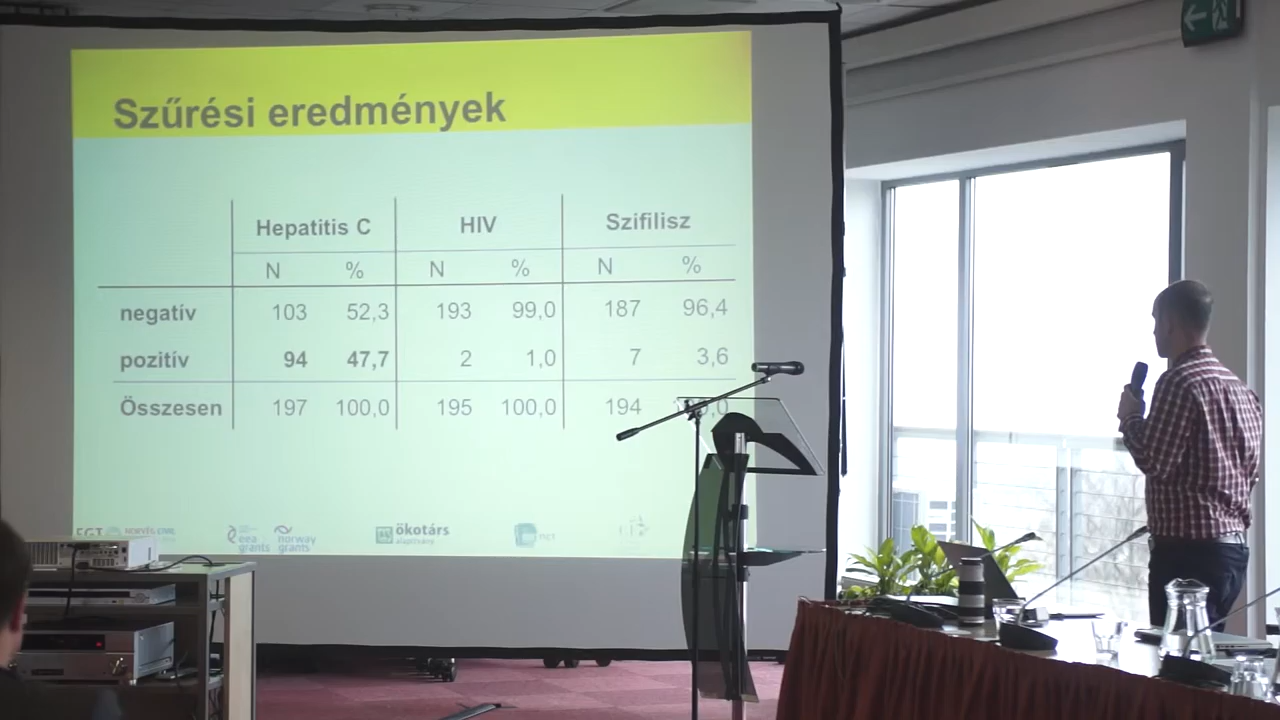 Szűrési eredmények
Hepatitis C HIV Szifilisz
N % N % N %
negatív 103 52,3 193 99,0 187 96,4
pozitív 94 47,7 2 1,0 7 3,6
Összesen 197 100,0 195 100,0 194
eea grants norway grants ökotárs alapítvány